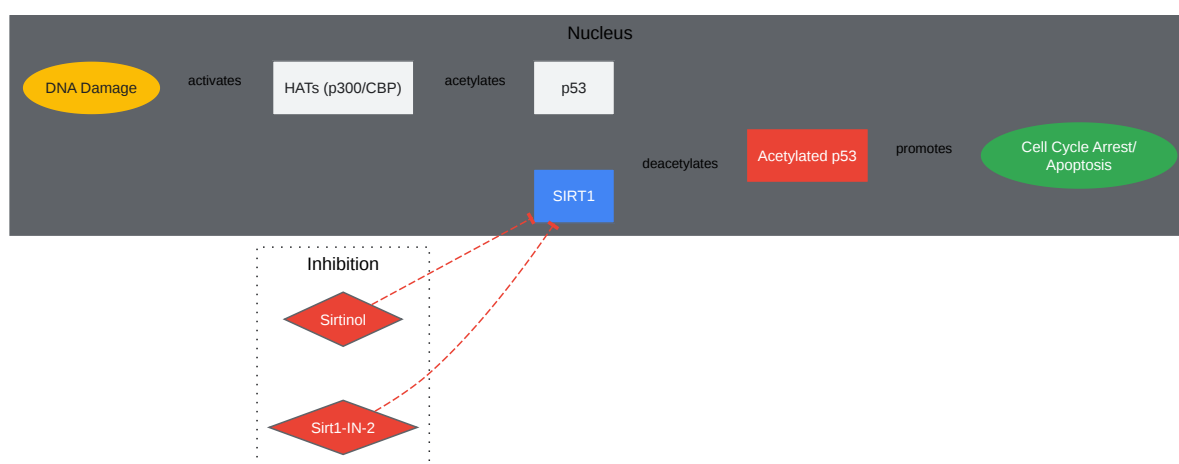 Nucleus
DNA Damage
activates
HATs (p300/CBP)
acetylates
p53
SIRT1
deacetylates
Acetylated p53
promotes
Cell Cycle Arrest/
Apoptosis
Inhibition
Sirtinol
Sirt1-IN-2